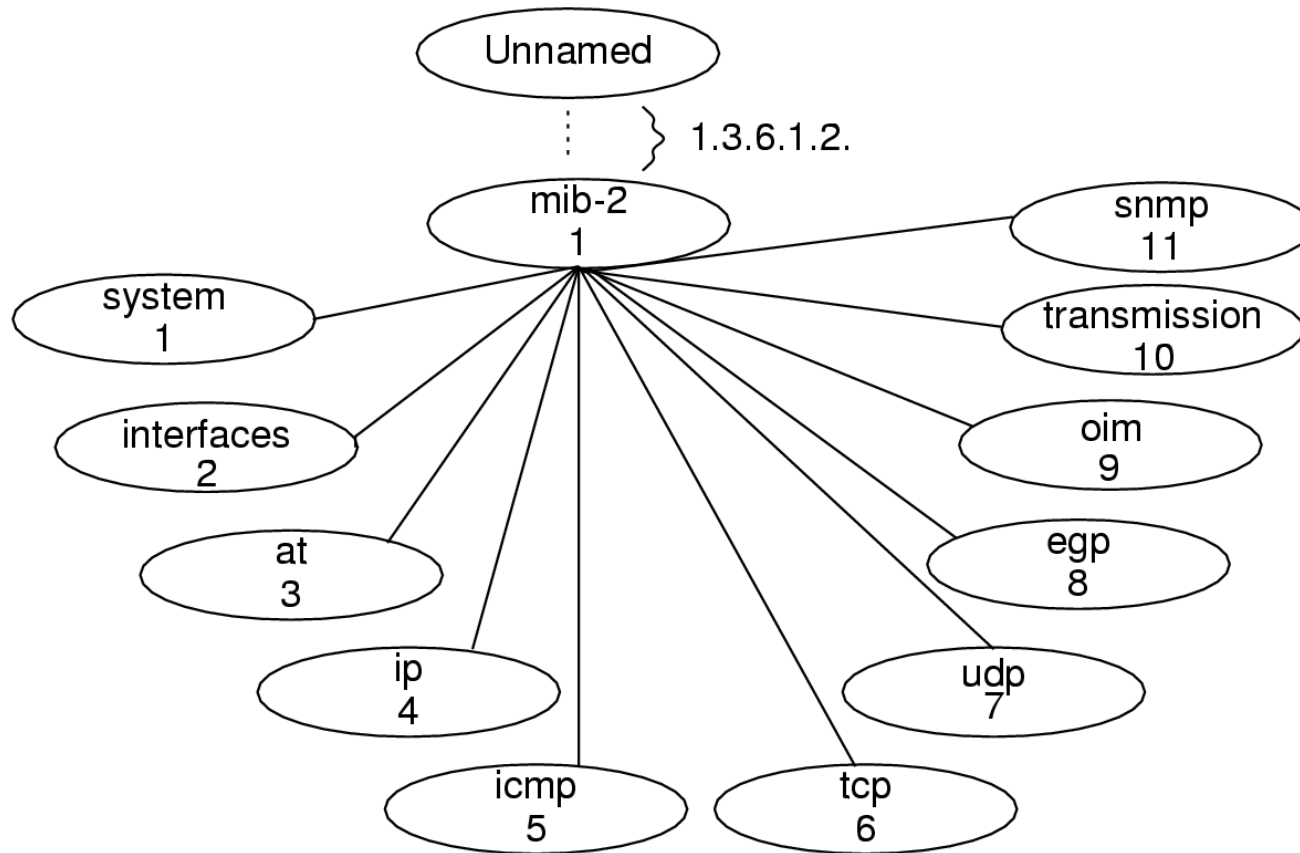 Unnamed
1.3.6.1.2.
mib-2
1
snmp
11
system
1
transmission
10
interfaces
2
oim
9
at
3
egp
8
ip
4
udp
7
icmp
5
tcp
6